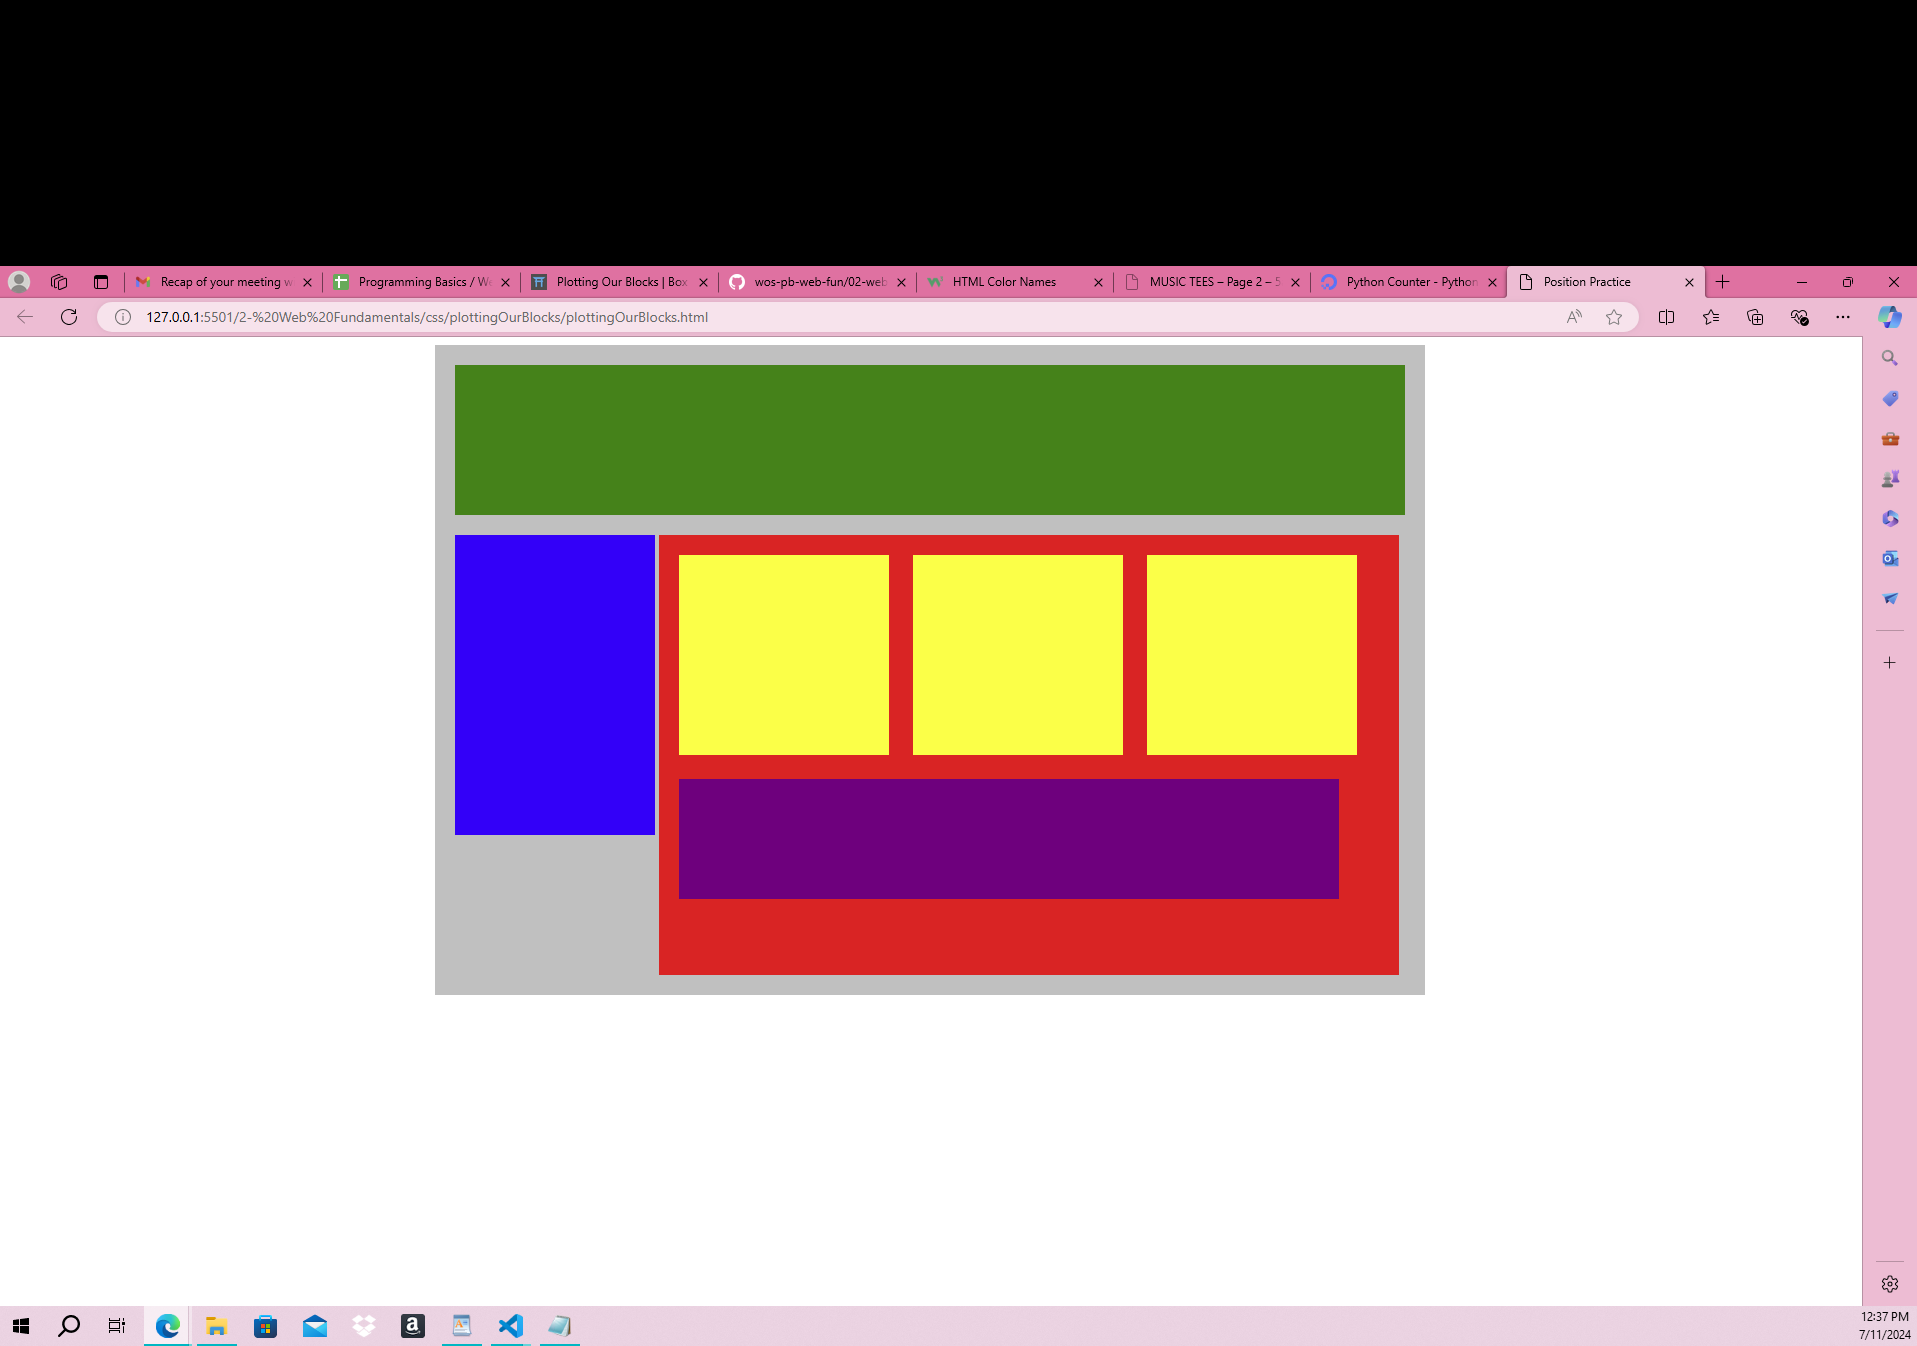 Recap of your meeting w
Programming Basics / W
Plotting Our Blocks | Box
wos-pb-web-fun/02-web
HTML Color Names
MUSIC TEES – Page 2 – 5
Python Counter - Python
Position Practice
127.0.0.1:5501/2-%20Web%20Fundamentals/css/plottingOurBlocks/plottingOurBlocks.html
12:37 PM
7/11/2024